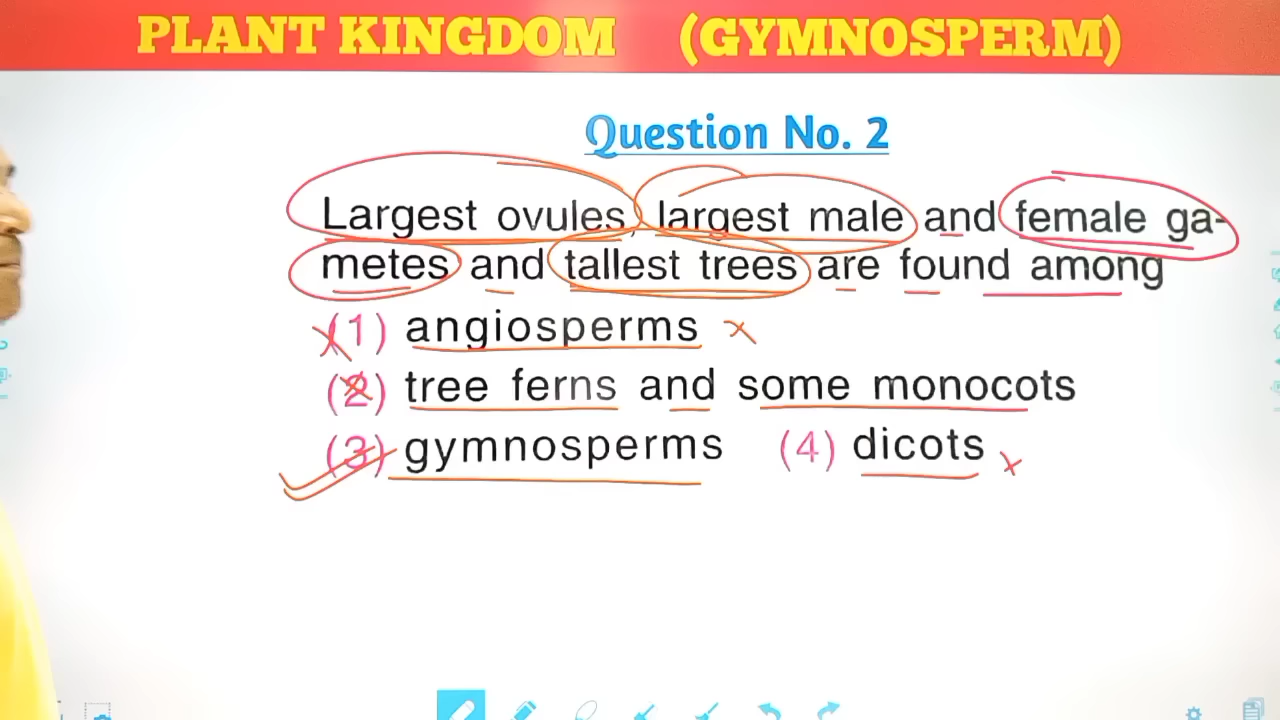 PLANT KINGDOM (GYMNOSPERM)
Question No. 2
Largest ovules, largest male and female ga-
metes and tallest trees are found among
(1) angiosperms
(2) tree ferns and some monocots
(3) gymnosperms (4) dicots